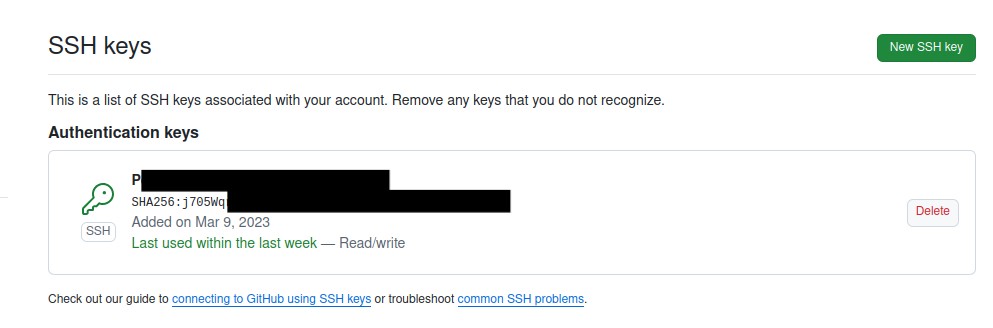 SSH keys
New SSH key
This is a list of SSH keys associated with your account. Remove any keys that you do not recognize.
Authentication keys
P
SHA256:j705Wq
Added on Mar 9, 2023
SSH
Delete
Last used within the last week — Read/write
Check out our guide to connecting to GitHub using SSH keys or troubleshoot common SSH problems.